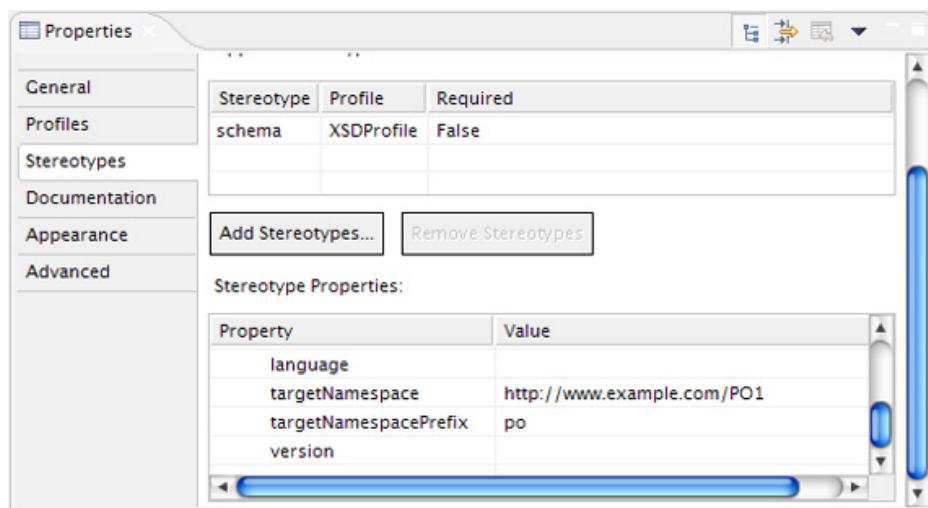 Properties
General
Profiles
Stereotypes
Documentation
Appearance
Advanced
Stereotype Profile Required
schema XSDProfile False
Add Stereotypes... Remove Stereotypes
Stereotype Properties:
Property Value
language
targetNamespace http://www.example.com/PO1
targetNamespacePrefix po
version